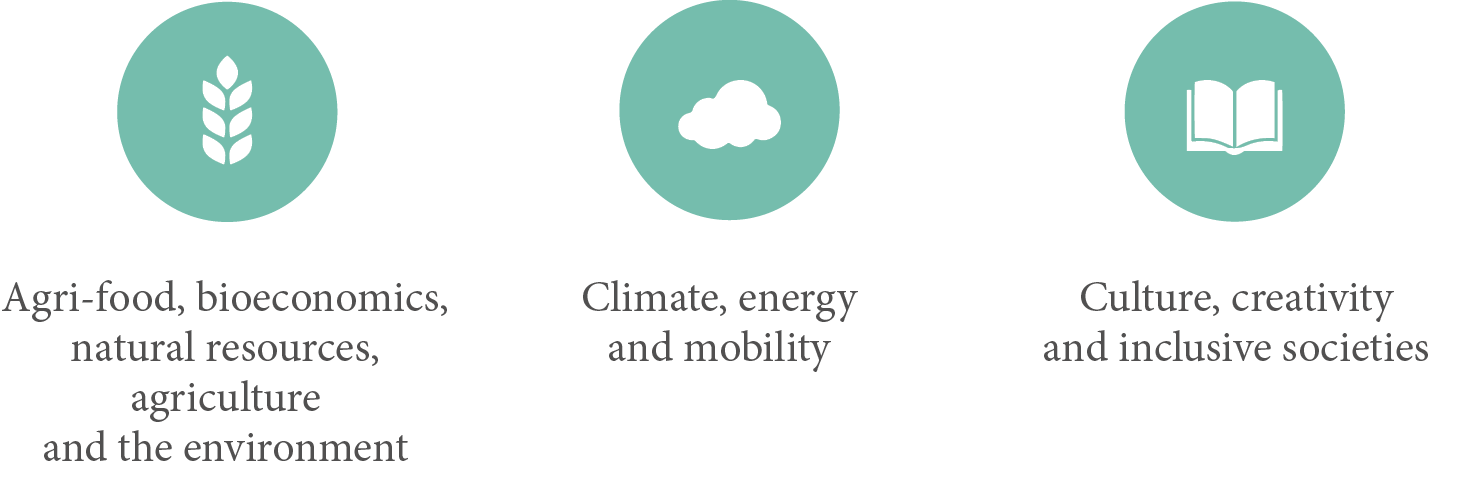 Agri-food, bioeconomics,
natural resources,
agriculture
and the environment
Climate, energy
and mobility
Culture, creativity
and inclusive societies